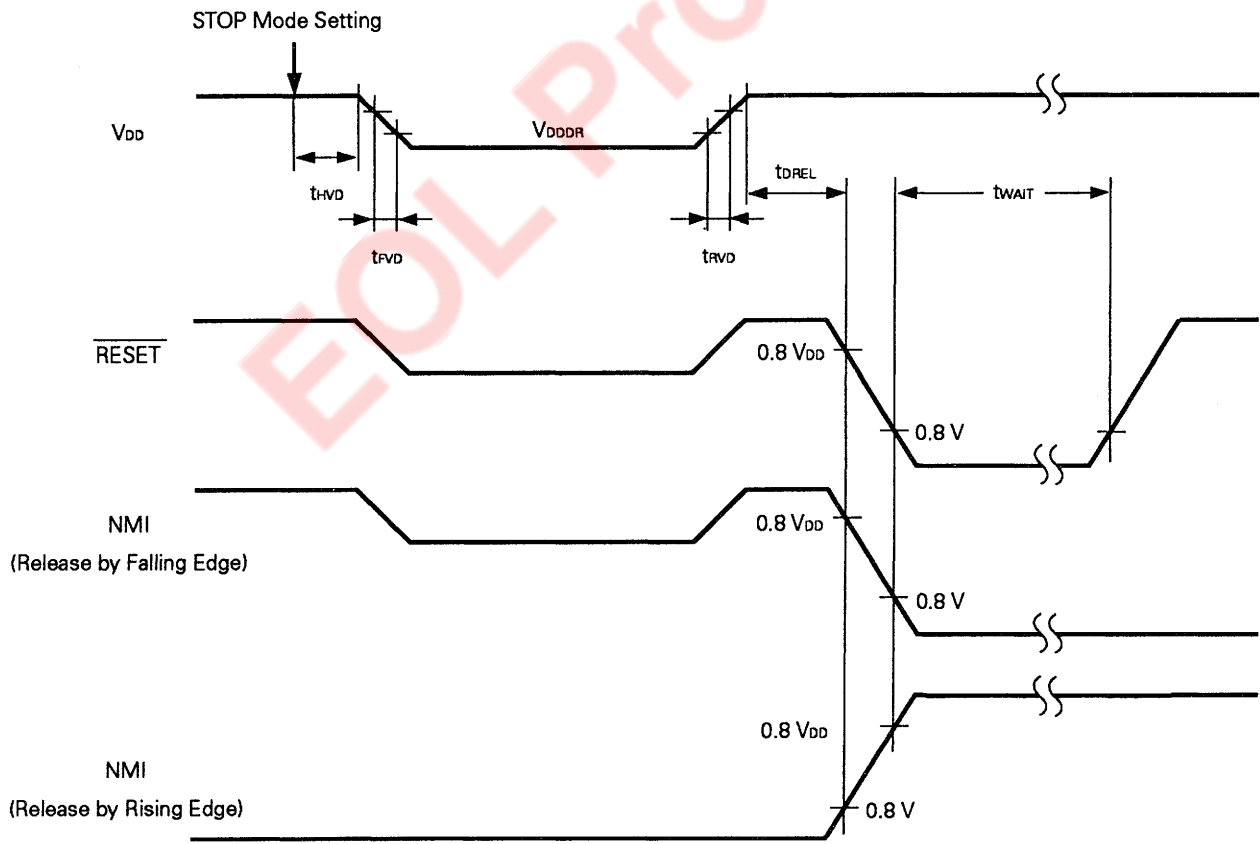 STOP Mode Setting
VDD
VDDDR
tHVD
tFVD
tRVD
tDREL
tWAIT
RESET
0.8 VDD
0.8 V
NMI
(Release by Falling Edge)
0.8 VDD
0.8 V
NMI
(Release by Rising Edge)
0.8 VDD
0.8 V
EOL Pro